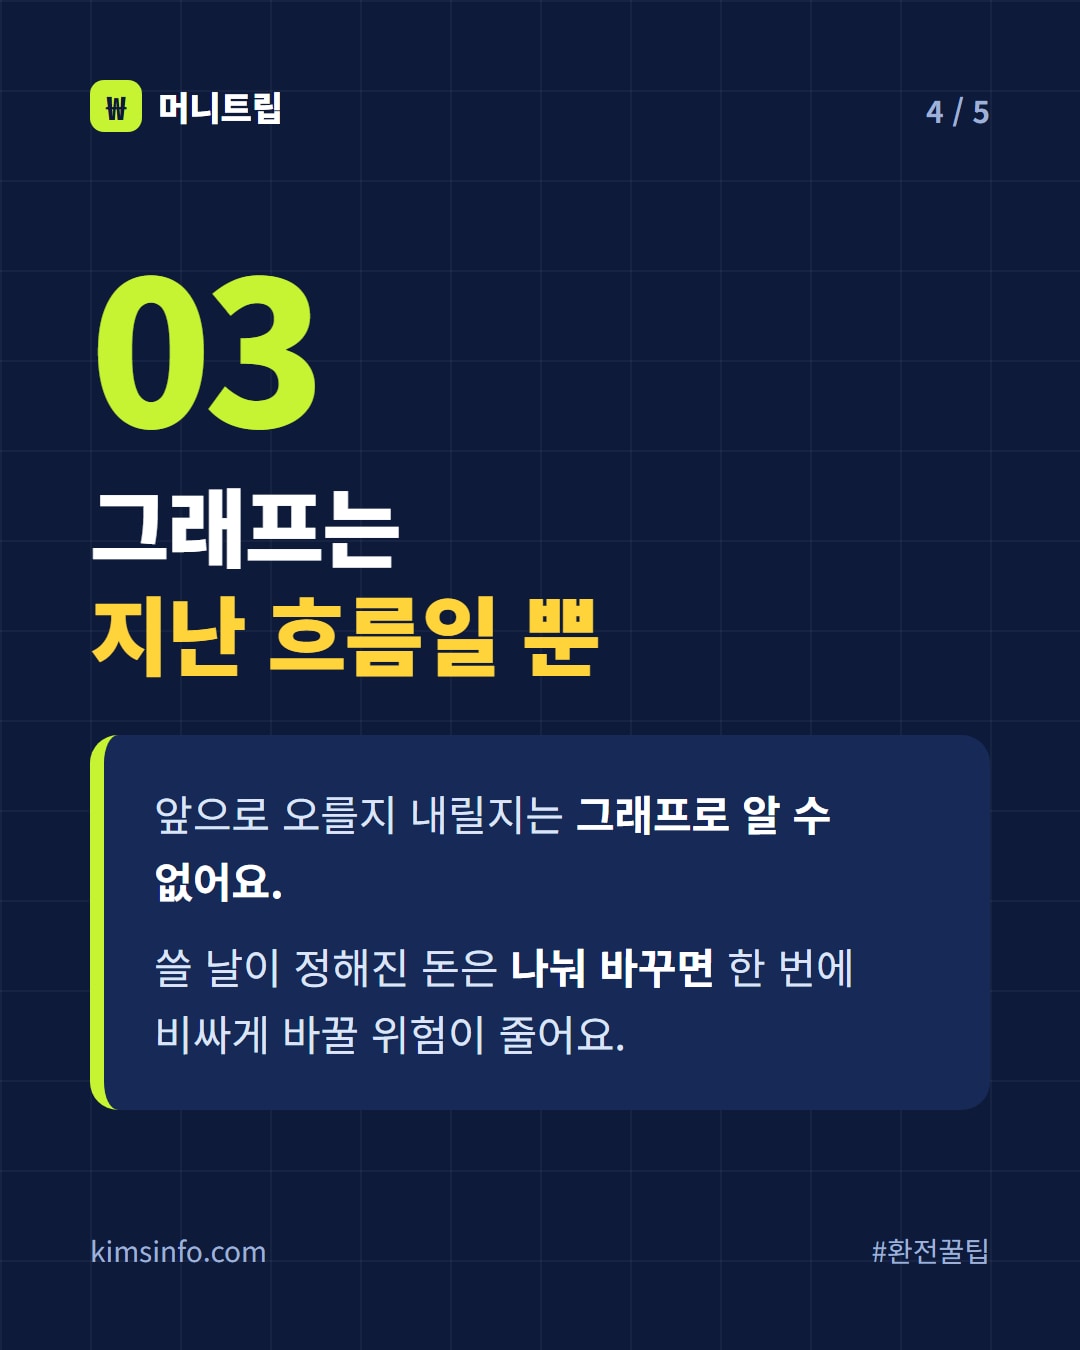 ₩ 머니트립
4 / 5
03
그래프는
지난 흐름일 뿐
앞으로 오를지 내릴지는 그래프로 알 수
없어요.
쓸 날이 정해진 돈은 나눠 바꾸면 한 번에
비싸게 바꿀 위험이 줄어요.
kimsinfo.com
#환전꿀팁